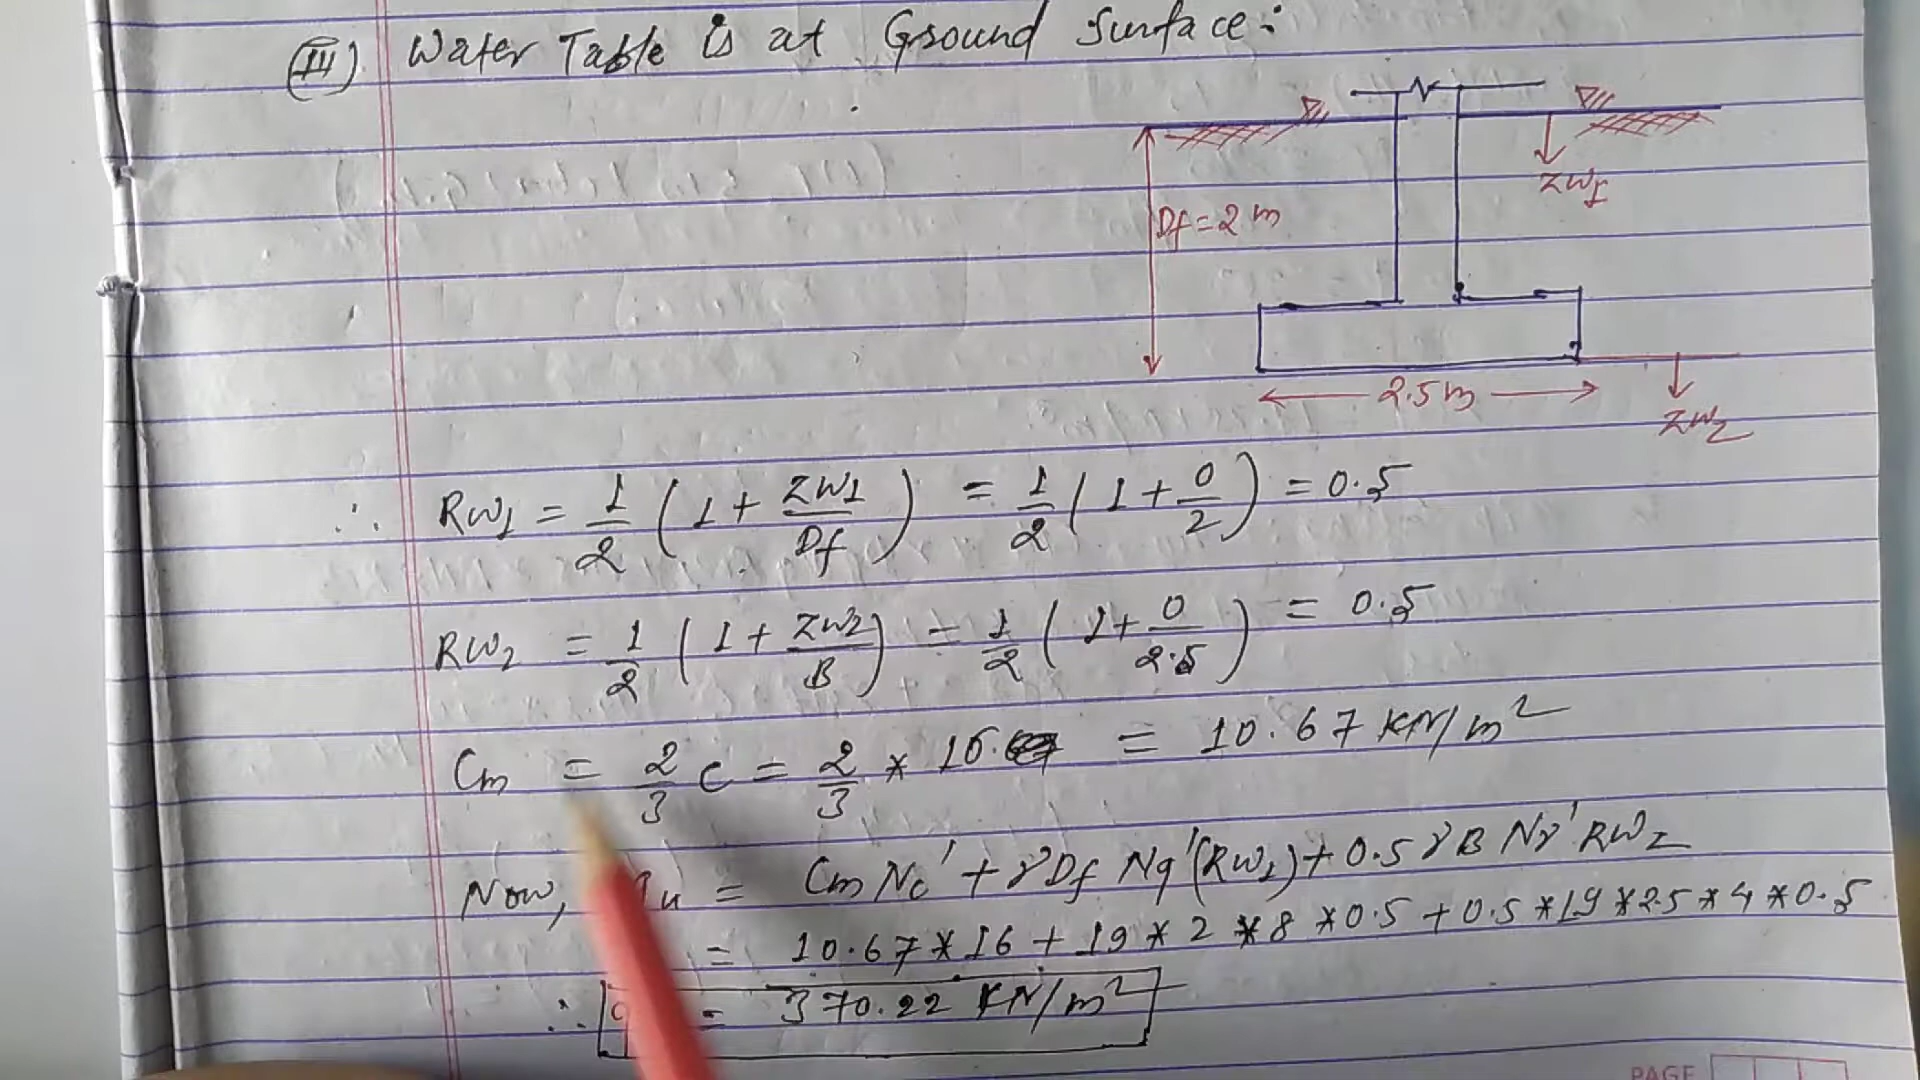 (III) Water Table is at Ground Surface:
Zw1
Df = 2 m
2.5 m
Zw2
∴ Rw1 = 1/2 (1 + Zw1/Df) = 1/2 (1 + 0/2) = 0.5
Rw2 = 1/2 (1 + Zw2/B) = 1/2 (1 + 0/2.5) = 0.5
Cm = 2/3 C = 2/3 * = 10.67 KN/m²
Now, = Cm Nc' + γDf Nq' (Rw1) + 0.5 γB Nγ' Rw2
= 10.67 * 16 + 19 * 2 * 8 * 0.5 + 0.5 * 19 * 2.5 * 4 * 0.5
∴ = 370.22 KN/m²
PAGE